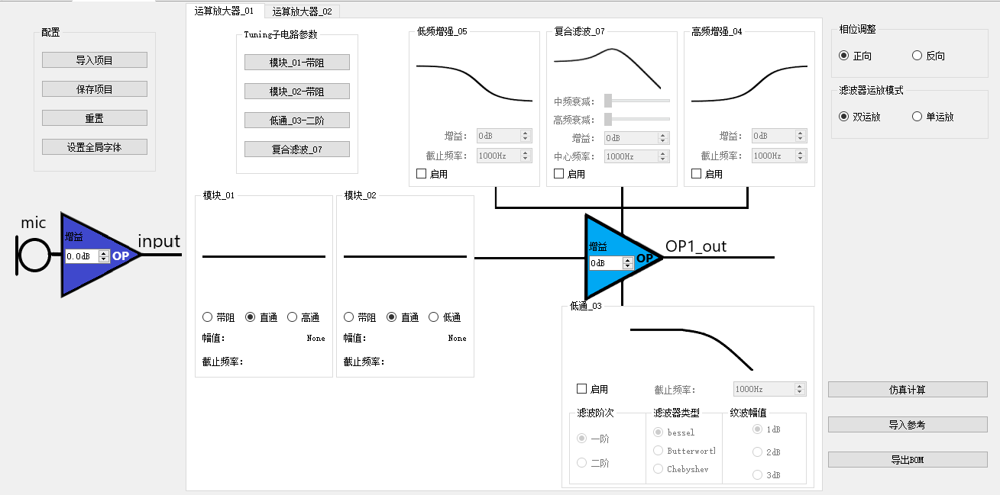 运算放大器_01
运算放大器_02
配置
导入项目
保存项目
重置
设置全局字体
Tuning子电路参数
模块_01-带阻
模块_02-带阻
低通_03-二阶
复合滤波_07
低频增强_05
增益:
0dB
截止频率:
1000Hz
启用
复合滤波_07
中频衰减:
高频衰减:
增益:
0dB
中心频率:
1000Hz
启用
高频增强_04
增益:
0dB
截止频率:
1000Hz
启用
相位调整
正向
反向
滤波器运放模式
双运放
单运放
mic
增益
0.0dB
OP
input
模块_01
带阻
直通
高通
幅值:
None
截止频率:
模块_02
带阻
直通
低通
幅值:
None
截止频率:
增益
0dB
OP
OP1_out
低通_03
启用
截止频率:
1000Hz
滤波阶次
一阶
二阶
滤波器类型
bessel
Butterwort
Chebyshev
纹波幅值
1dB
2dB
3dB
仿真计算
导入参考
导出BOM